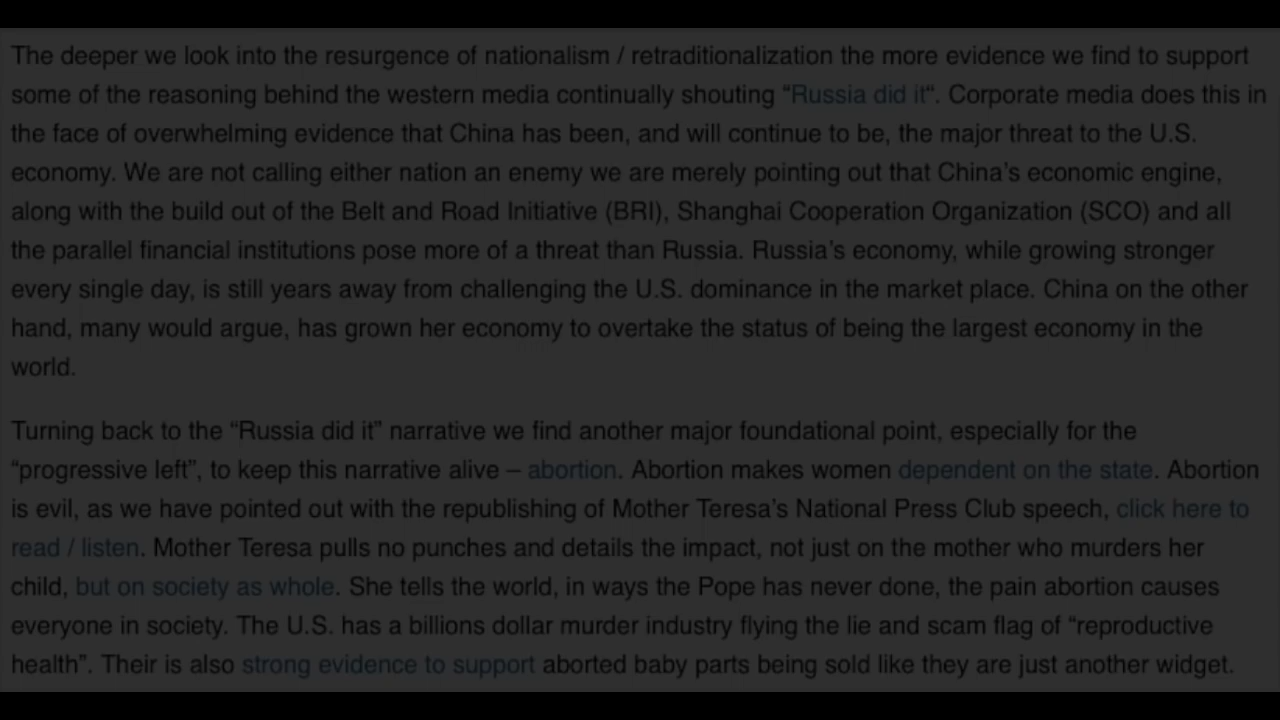 The deeper we look into the resurgence of nationalism / retraditionalization the more evidence we find to support
some of the reasoning behind the western media continually shouting “Russia did it“. Corporate media does this in
the face of overwhelming evidence that China has been, and will continue to be, the major threat to the U.S.
economy. We are not calling either nation an enemy we are merely pointing out that China’s economic engine,
along with the build out of the Belt and Road Initiative (BRI), Shanghai Cooperation Organization (SCO) and all
the parallel financial institutions pose more of a threat than Russia. Russia’s economy, while growing stronger
every single day, is still years away from challenging the U.S. dominance in the market place. China on the other
hand, many would argue, has grown her economy to overtake the status of being the largest economy in the
world.
Turning back to the “Russia did it” narrative we find another major foundational point, especially for the
“progressive left”, to keep this narrative alive – abortion. Abortion makes women dependent on the state. Abortion
is evil, as we have pointed out with the republishing of Mother Teresa’s National Press Club speech, click here to
read / listen. Mother Teresa pulls no punches and details the impact, not just on the mother who murders her
child, but on society as whole. She tells the world, in ways the Pope has never done, the pain abortion causes
everyone in society. The U.S. has a billions dollar murder industry flying the lie and scam flag of “reproductive
health”. Their is also strong evidence to support aborted baby parts being sold like they are just another widget.